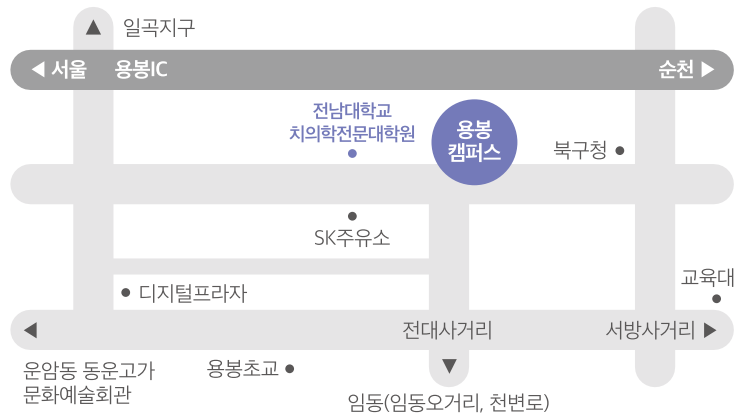 ▲ 일곡지구
◀ 서울 용봉IC 순천 ▶
전남대학교
치의학전문대학원
용봉
캠퍼스
북구청
SK주유소
교육대
디지털프라자
전대사거리
서방사거리 ▶
운암동 동운고가
문화예술회관
용봉초교
임동(임동오거리, 천변로)